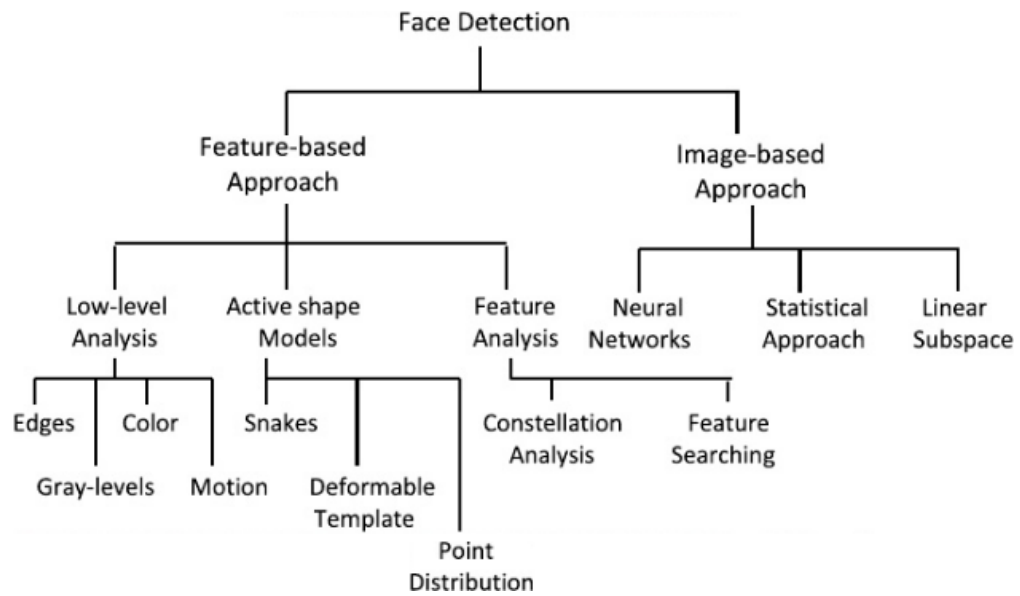 Face Detection
Feature-based
Approach
Image-based
Approach
Low-level
Analysis
Active shape
Models
Feature
Analysis
Neural
Networks
Statistical
Approach
Linear
Subspace
Edges
Color
Snakes
Constellation
Analysis
Feature
Searching
Gray-levels
Motion
Deformable
Template
Point
Distribution